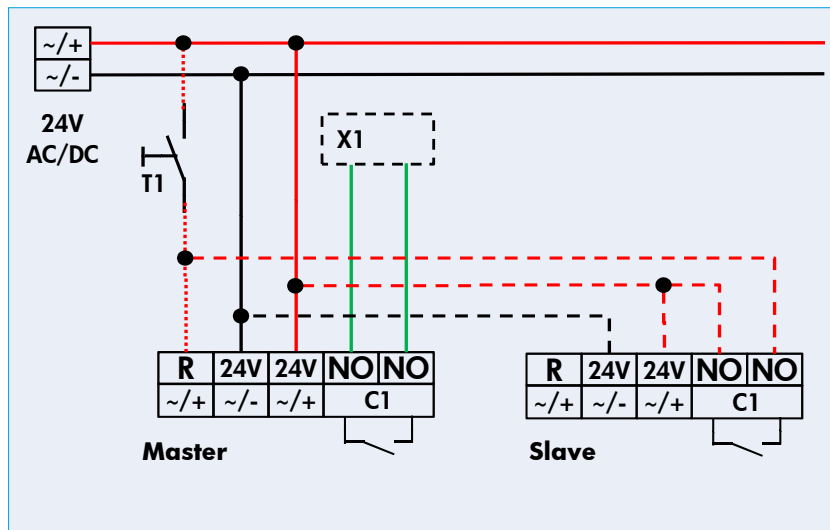 ~/+
~/-
24V
AC/DC
T1
X1
R 24V 24V NO NO
~/+ ~/- ~/+ C1
Master
R 24V 24V NO NO
~/+ ~/- ~/+ C1
Slave